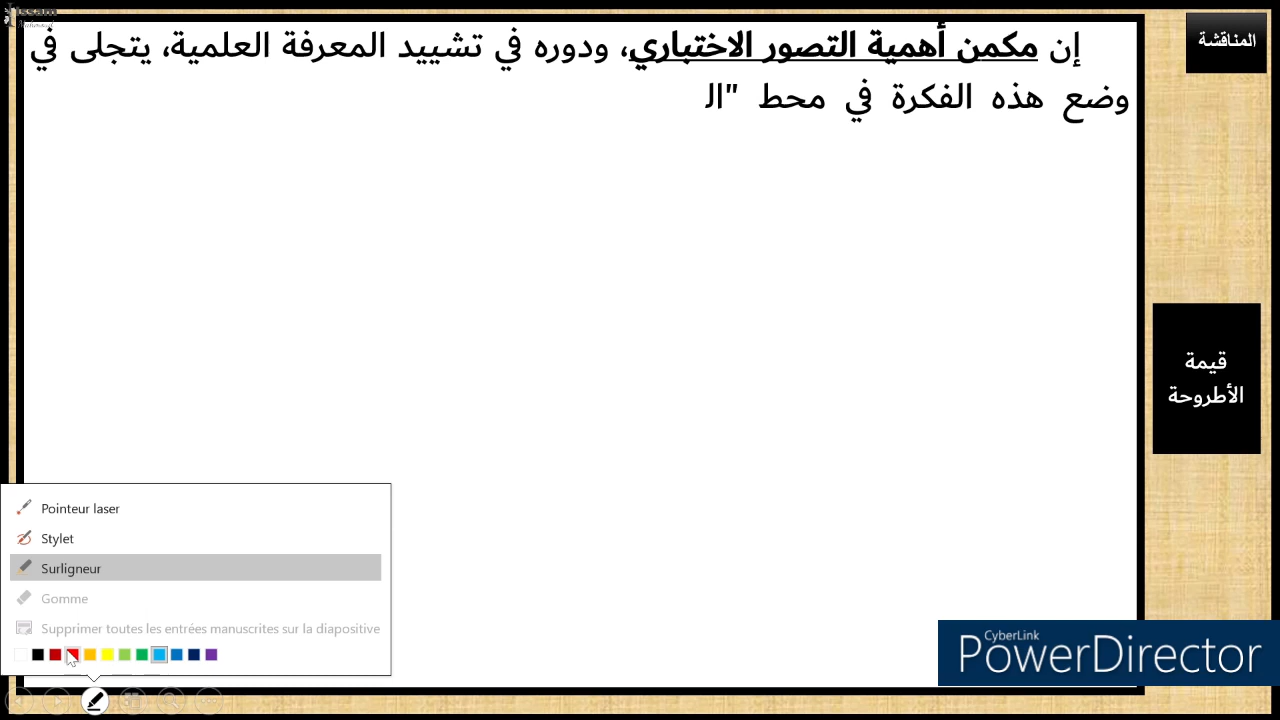 المناقشة
إن مكمن أهمية التصور الاختباري، ودوره في تشييد المعرفة العلمية، يتجلى في
وضع هذه الفكرة في محط "ال
قيمة
الأطروحة
Pointeur laser
Stylet
Surligneur
Gomme
Supprimer toutes les entrées manuscrites sur la diapositive
CyberLink
PowerDirector